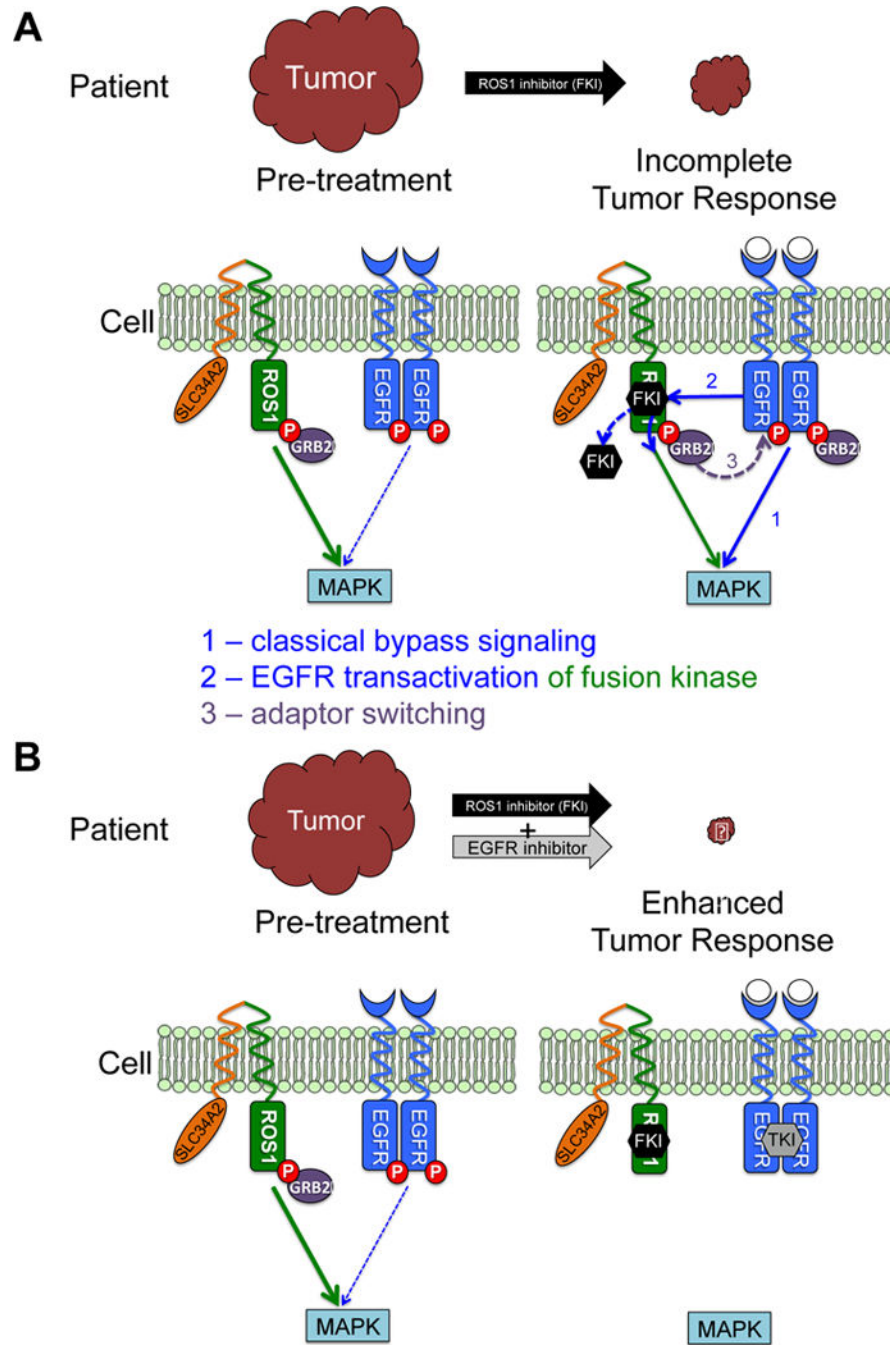 A
Patient
Tumor
ROS1 inhibitor (FKI)
Pre-treatment
Incomplete
Tumor Response
Cell
SLC34A2
ROS1
P
GRB2
EGFR
EGFR
P
P
MAPK
SLC34A2
FKI
FKI
P
GRB2
2
3
EGFR
EGFR
P
P
GRB2
1
MAPK
1 – classical bypass signaling
2 – EGFR transactivation of fusion kinase
3 – adaptor switching
B
Patient
Tumor
ROS1 inhibitor (FKI)
+
EGFR inhibitor
?
Pre-treatment
Enhanced
Tumor Response
Cell
SLC34A2
ROS1
P
GRB2
EGFR
EGFR
P
P
MAPK
SLC34A2
FKI
TKI
MAPK